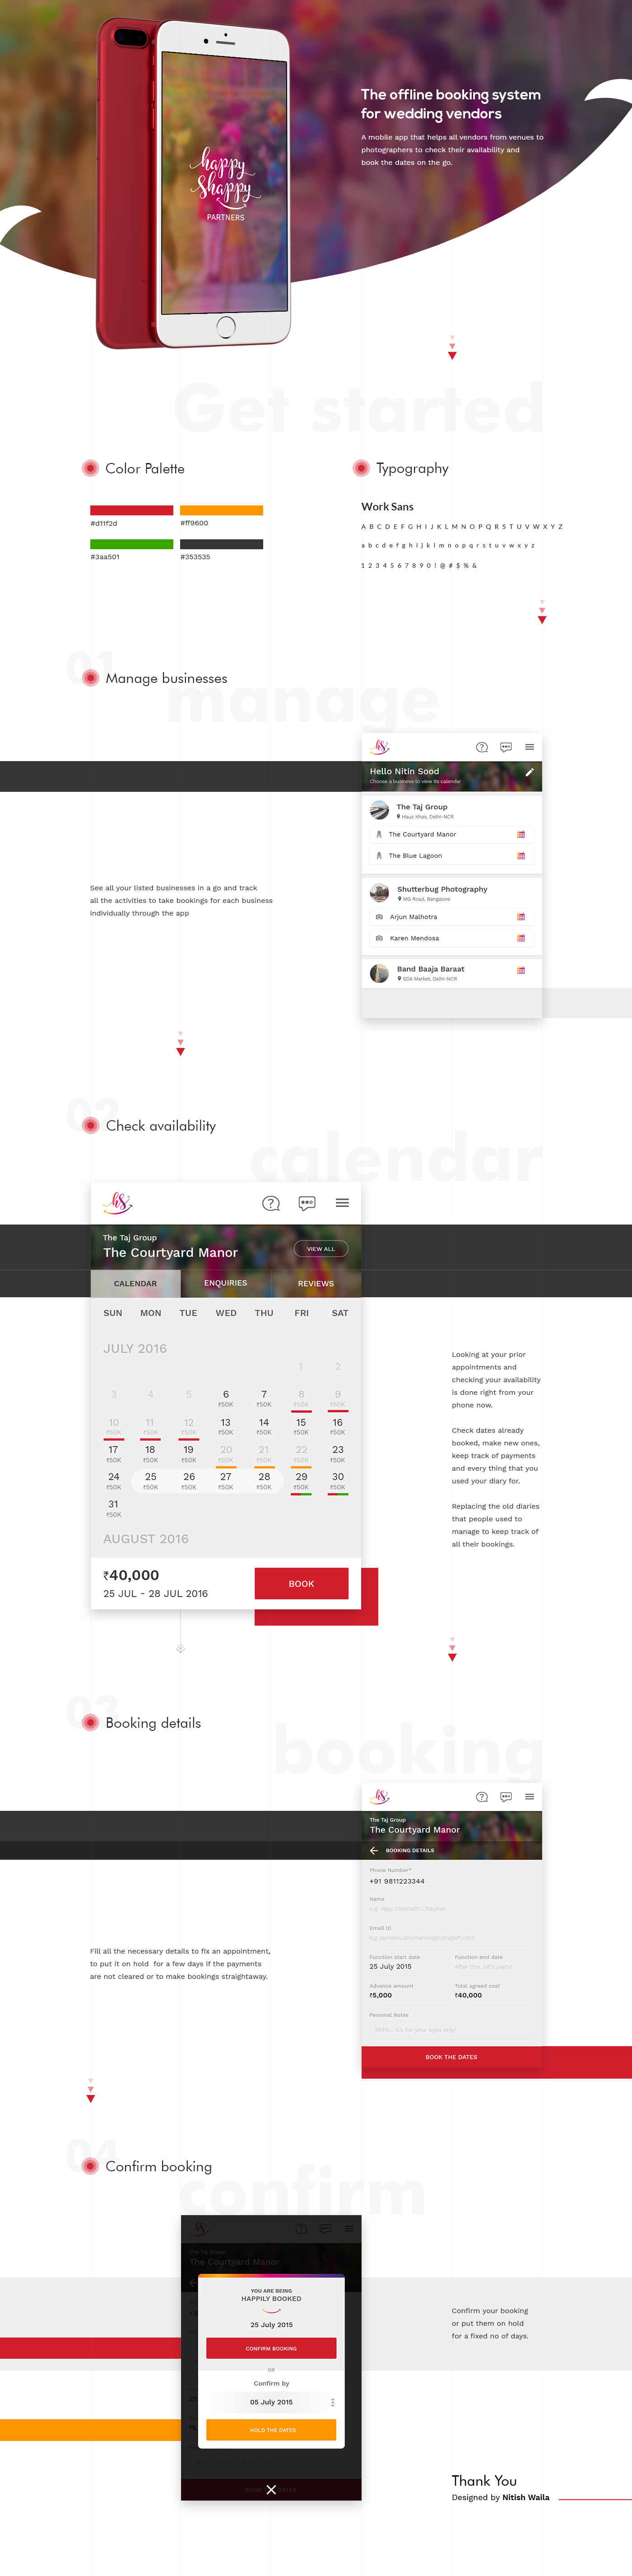 The offline booking system
for wedding vendors
A mobile app that helps all vendors from venues to
photographers to check their availability and
book the dates on the go.
happy
Shappy
PARTNERS
Get started
Color Palette
#d11f2d
#ff9600
#3aa501
#353535
Typography
Work Sans
A B C D E F G H I J K L M N O P Q R S T U V W X Y Z
a b c d e f g h i j k l m n o p q r s t u v w x y z
1 2 3 4 5 6 7 8 9 0 ! @ # $ % &
01
Manage businesses
manage
See all your listed businesses in a go and track
all the activities to take bookings for each business
individually through the app
hS
Hello Nitin Sood
Choose a business to view its calendar
The Taj Group
Hauz Khas, Delhi-NCR
The Courtyard Manor
The Blue Lagoon
Shutterbug Photography
MG Road, Bangalore
Arjun Malhotra
Karen Mendosa
Band Baaja Baraat
SDA Market, Delhi-NCR
02
Check availability
calendar
hS
The Taj Group
The Courtyard Manor
VIEW ALL
CALENDAR ENQUIRIES REVIEWS
SUN MON TUE WED THU FRI SAT
JULY 2016
1 2
3 4 5 6 7 8 9
₹50K ₹50K ₹50K ₹50K
10 11 12 13 14 15 16
₹50K ₹50K ₹50K ₹50K ₹50K ₹50K ₹50K
17 18 19 20 21 22 23
₹50K ₹50K ₹50K ₹50K ₹50K ₹50K ₹50K
24 25 26 27 28 29 30
₹50K ₹50K ₹50K ₹50K ₹50K ₹50K ₹50K
31
₹50K
AUGUST 2016
₹40,000
25 JUL - 28 JUL 2016
BOOK
Looking at your prior
appointments and
checking your availability
is done right from your
phone now.
Check dates already
booked, make new ones,
keep track of payments
and every thing that you
used your diary for.
Replacing the old diaries
that people used to
manage to keep track of
all their bookings.
03
Booking details
booking
Fill all the necessary details to fix an appointment,
to put it on hold for a few days if the payments
are not cleared or to make bookings straightaway.
hS
The Taj Group
The Courtyard Manor
BOOKING DETAILS
Phone Number*
+91 9811223344
Name
e.g. Vijay Dinanath Chauhan
Email ID
Function start date Function end date
25 July 2015 After this, let's party!
Advance amount Total agreed cost
₹5,000 ₹40,000
Personal Notes
Shhh... It's for your eyes only!
BOOK THE DATES
04
Confirm booking
confirm
The Taj Group
The Courtyard Manor
YOU ARE BEING
HAPPILY BOOKED
25 July 2015
CONFIRM BOOKING
OR
Confirm by
05 July 2015
HOLD THE DATES
Confirm your booking
or put them on hold
for a fixed no of days.
Thank You
Designed by Nitish Waila